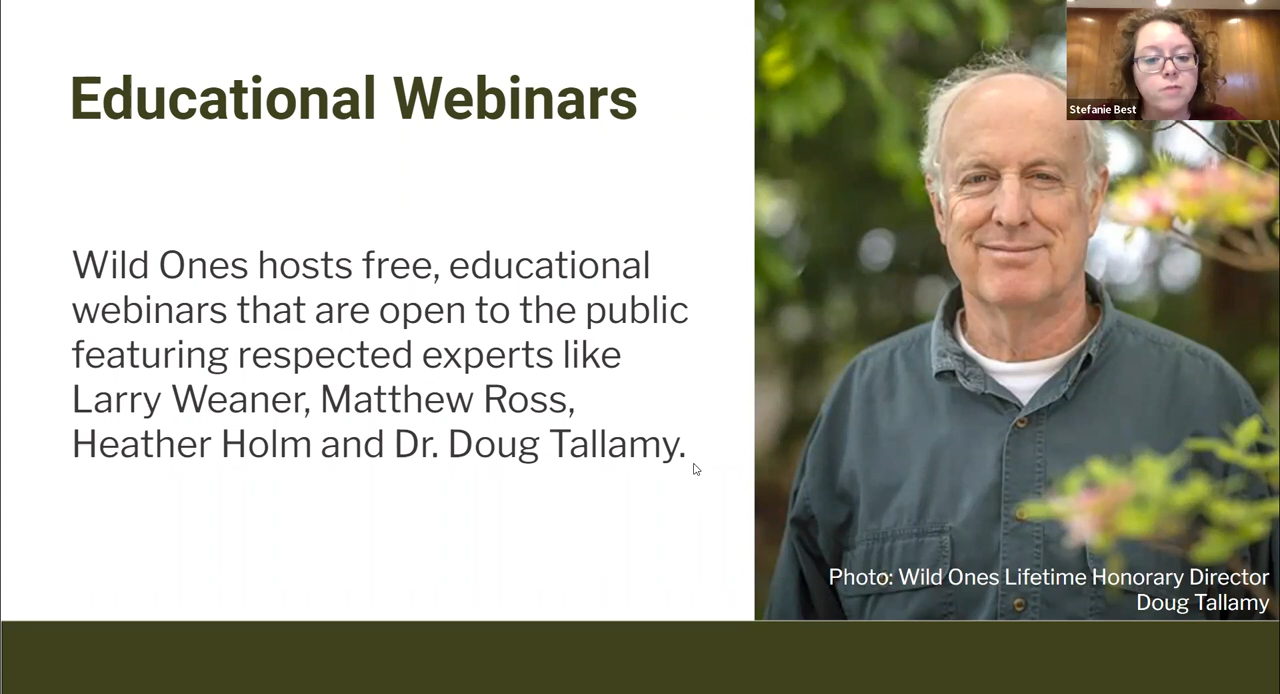 Educational Webinars
Stefanie Best
Wild Ones hosts free, educational
webinars that are open to the public
featuring respected experts like
Larry Weaner, Matthew Ross,
Heather Holm and Dr. Doug Tallamy.
Photo: Wild Ones Lifetime Honorary Director
Doug Tallamy